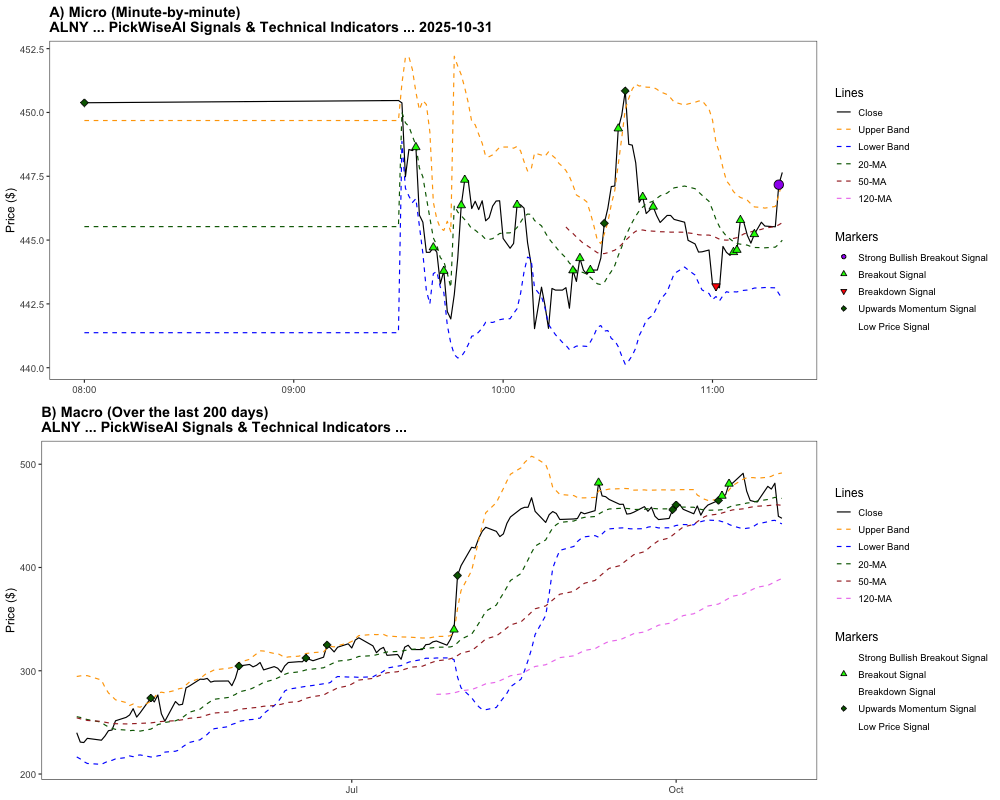 A) Micro (Minute-by-minute)
ALNY ... PickWiseAI Signals & Technical Indicators ... 2025-10-31
452.5
450.0
447.5
445.0
442.5
440.0
Price ($)
08:00
09:00
10:00
11:00
Lines
Close
Upper Band
Lower Band
20-MA
50-MA
120-MA
Markers
Strong Bullish Breakout Signal
Breakout Signal
Breakdown Signal
Upwards Momentum Signal
Low Price Signal
B) Macro (Over the last 200 days)
ALNY ... PickWiseAI Signals & Technical Indicators ...
500
400
300
200
Price ($)
Jul
Oct
Lines
Close
Upper Band
Lower Band
20-MA
50-MA
120-MA
Markers
Strong Bullish Breakout Signal
Breakout Signal
Breakdown Signal
Upwards Momentum Signal
Low Price Signal